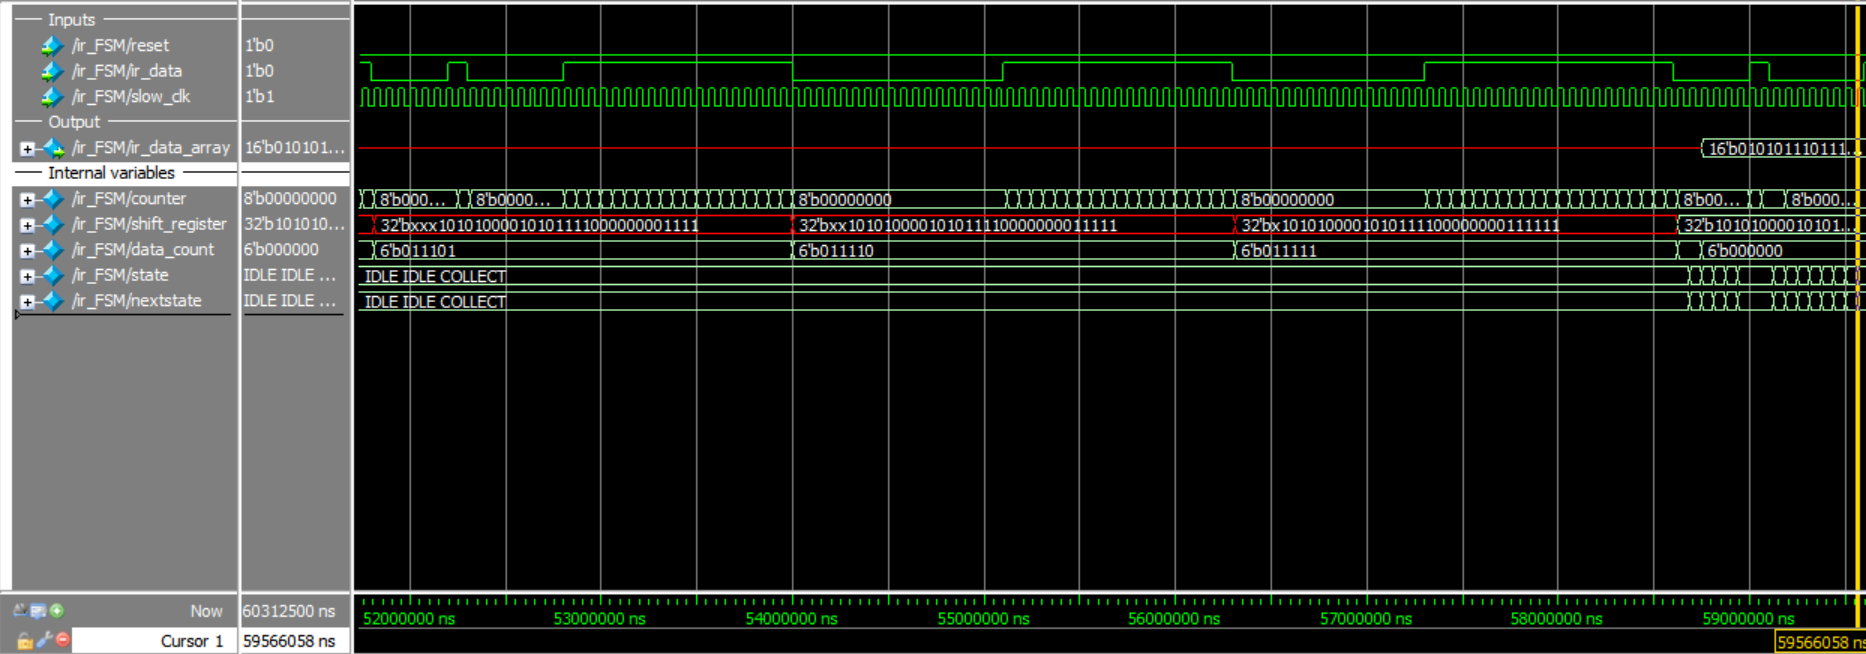 Inputs
/ir_FSM/reset 1'b0
/ir_FSM/ir_data 1'b0
/ir_FSM/slow_clk 1'b1
Output
/ir_FSM/ir_data_array 16'b010101... 16'b010101110111...
Internal variables
/ir_FSM/counter 8'b00000000 8'b000... 8'b0000... 8'b00000000 8'b00000000 8'b00... 8'b000...
/ir_FSM/shift_register 32'b101010... 32'bxxx10101000010101111000000001111 32'bxx101010000101011110000000011111 32'bx1010100001010111100000000111111 32'b10101000010101...
/ir_FSM/data_count 6'b000000 6'b011101 6'b011110 6'b011111 6'b000000
/ir_FSM/state IDLE IDLE ... IDLE IDLE COLLECT
/ir_FSM/nextstate IDLE IDLE ... IDLE IDLE COLLECT
Now 60312500 ns 52000000 ns 53000000 ns 54000000 ns 55000000 ns 56000000 ns 57000000 ns 58000000 ns 59000000 ns
Cursor 1 59566058 ns 59566058 ns